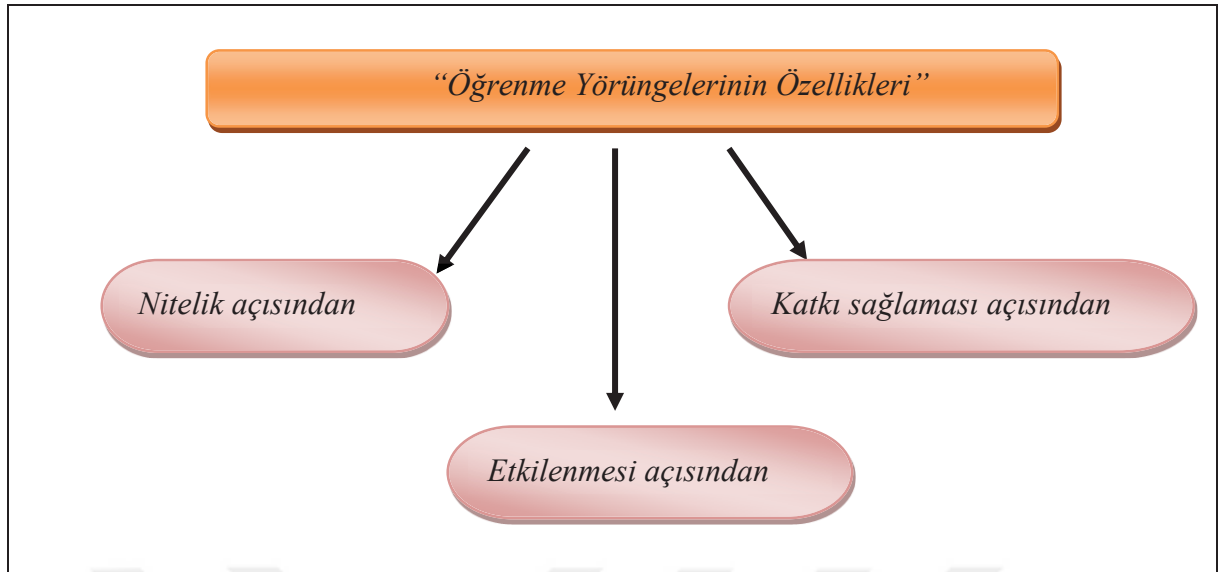 “Öğrenme Yörüngelerinin Özellikleri”
Nitelik açısından
Katkı sağlaması açısından
Etkilenmesi açısından